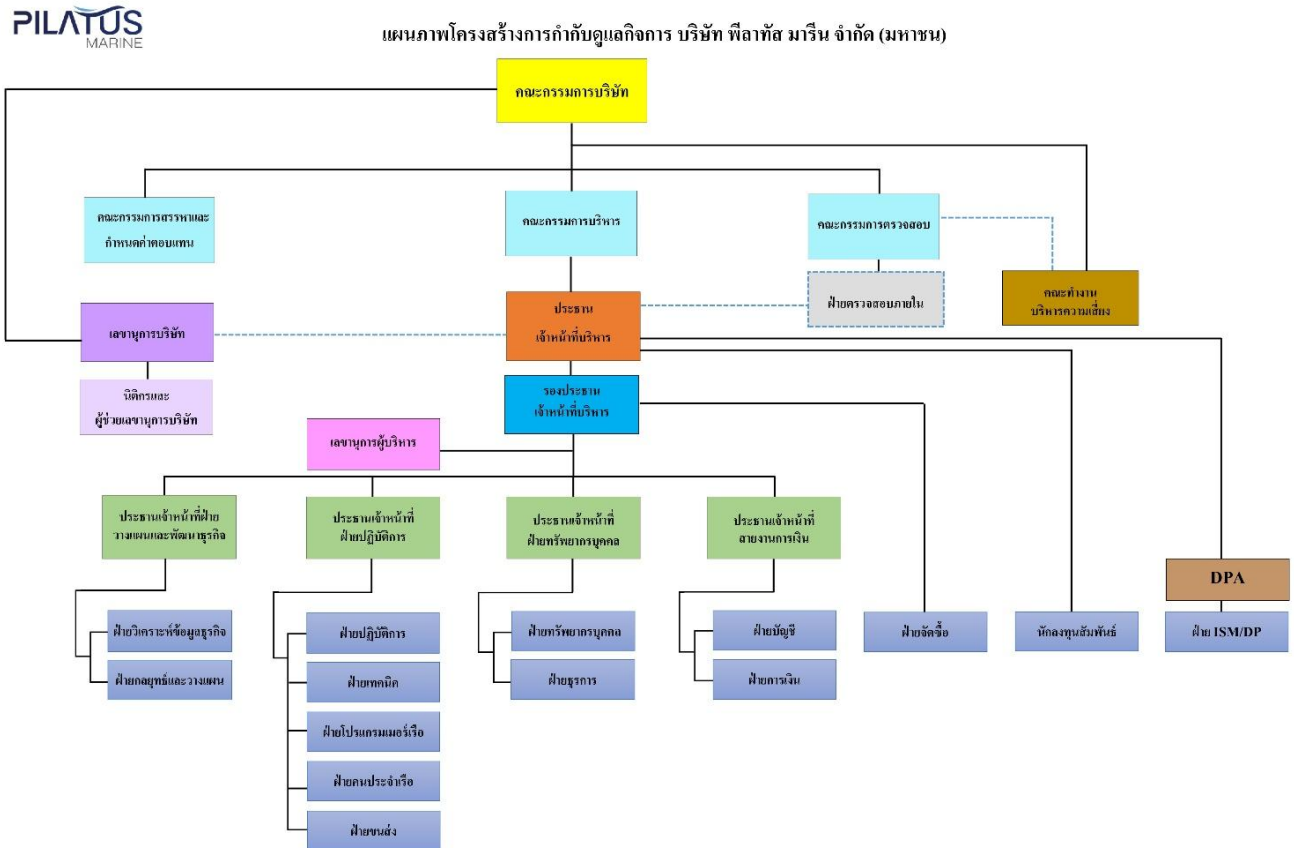 PILATUS
MARINE
แผนภาพโครงสร้างการกำกับดูแลกิจการ บริษัท พีลาทัส มารีน จำกัด (มหาชน)
คณะกรรมการบริษัท
คณะกรรมการสรรหาและ
กำหนดค่าตอบแทน
คณะกรรมการบริหาร
คณะกรรมการตรวจสอบ
ฝ่ายตรวจสอบภายใน
คณะทำงาน
บริหารความเสี่ยง
เลขานุการบริษัท
ประธาน
เจ้าหน้าที่บริหาร
นิติกรและ
ผู้ช่วยเลขานุการบริษัท
รองประธาน
เจ้าหน้าที่บริหาร
เลขานุการผู้บริหาร
ประธานเจ้าหน้าที่ฝ่าย
วางแผนและพัฒนาธุรกิจ
ประธานเจ้าหน้าที่
ฝ่ายปฏิบัติการ
ประธานเจ้าหน้าที่
ฝ่ายทรัพยากรบุคคล
ประธานเจ้าหน้าที่
สายงานการเงิน
DPA
ฝ่ายวิเคราะห์ข้อมูลธุรกิจ
ฝ่ายปฏิบัติการ
ฝ่ายทรัพยากรบุคคล
ฝ่ายบัญชี
ฝ่ายจัดซื้อ
นักลงทุนสัมพันธ์
ฝ่าย ISM/DP
ฝ่ายกลยุทธ์และวางแผน
ฝ่ายเทคนิค
ฝ่ายธุรการ
ฝ่ายการเงิน
ฝ่ายโปรแกรมเมอร์เรือ
ฝ่ายคนประจำเรือ
ฝ่ายขนส่ง